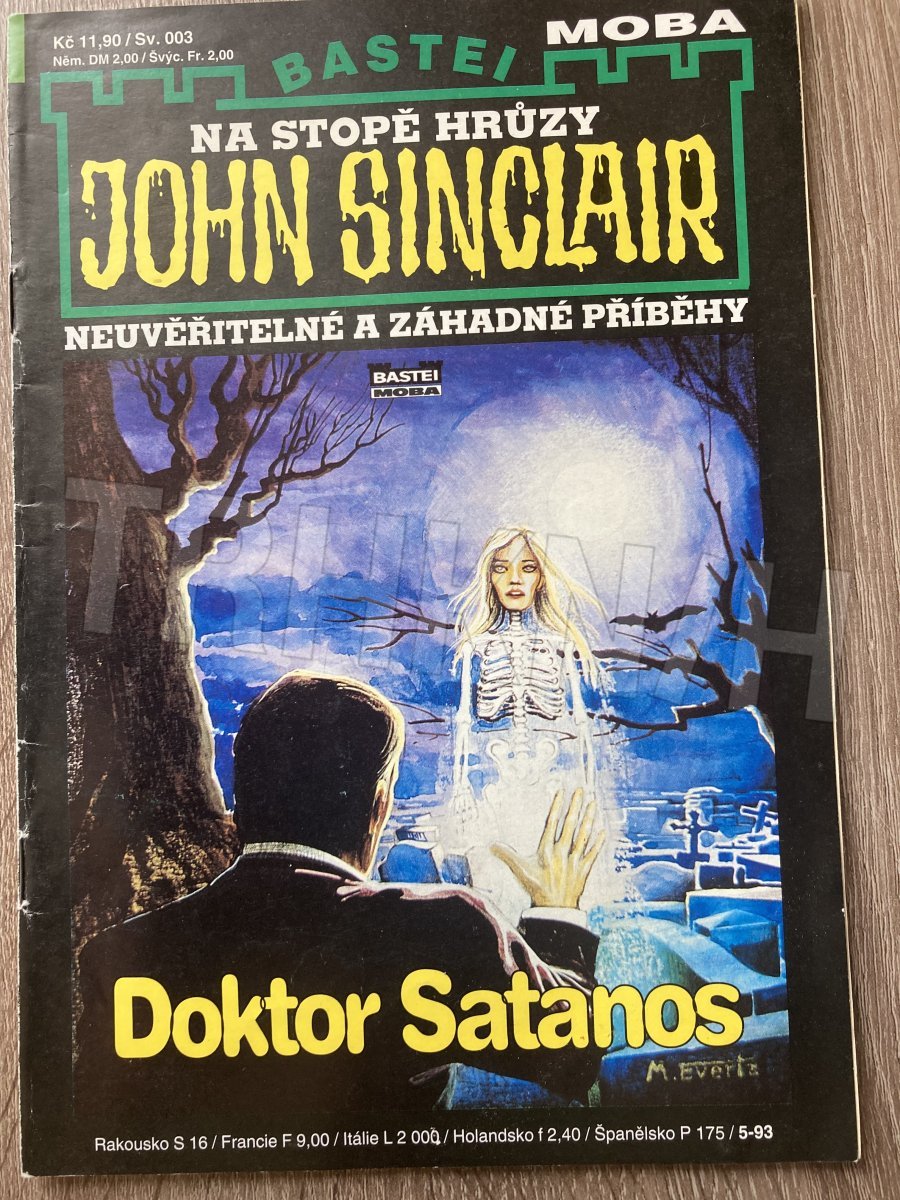 Kč 11,90 / Sv. 003
Něm. DM 2,00 / Švýc. Fr. 2,00
BASTEI
MOBA
NA STOPĚ HRŮZY
JOHN SINCLAIR
NEUVĚŘITELNÉ A ZÁHADNÉ PŘÍBĚHY
BASTEI
MOBA
Doktor Satanos
M. Everts
Rakousko S 16 / Francie F 9,00 / Itálie L 2 000 / Holandsko f 2,40 / Španělsko P 175 / 5-93